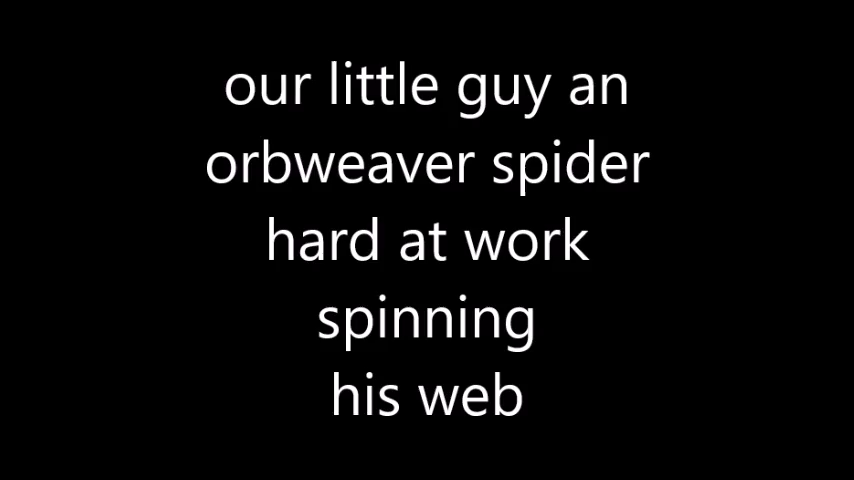 our little guy an
orbweaver spider
hard at work
spinning
his web